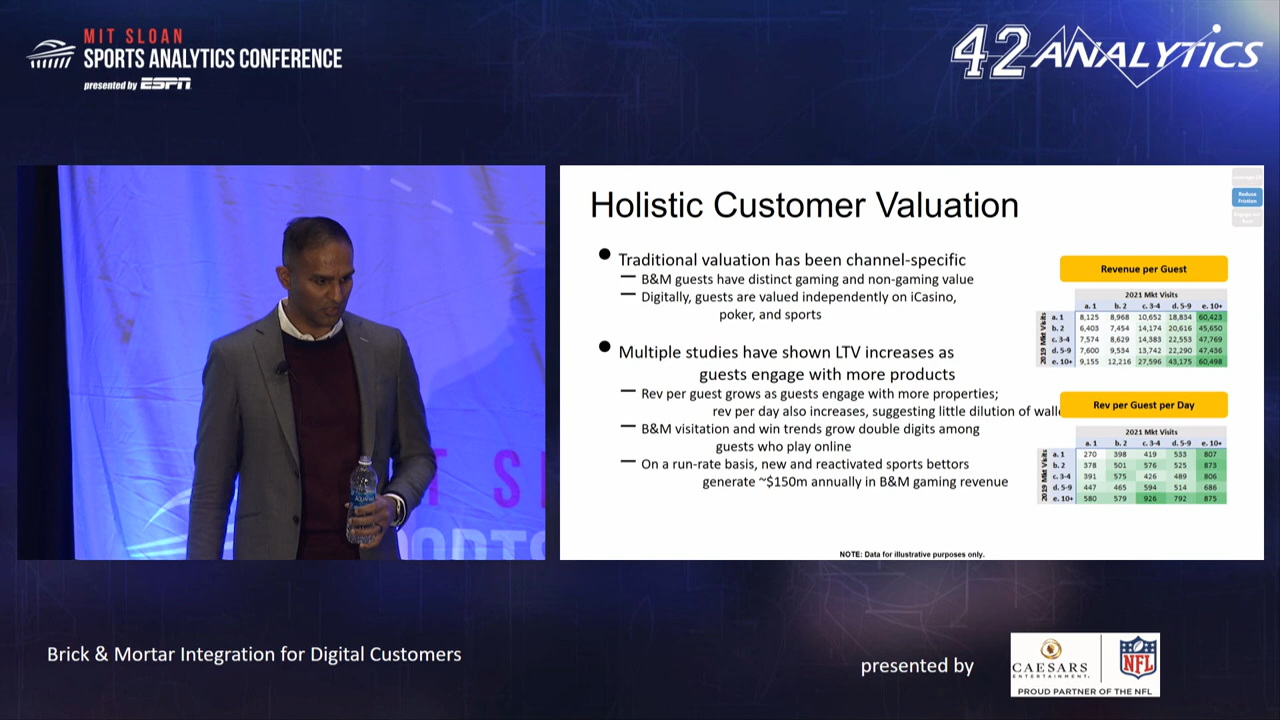 MIT SLOAN
SPORTS ANALYTICS CONFERENCE
presented by ESPN
42 ANALYTICS
Holistic Customer Valuation
Reduce
Friction
Traditional valuation has been channel-specific
B&M guests have distinct gaming and non-gaming value
Digitally, guests are valued independently on iCasino,
poker, and sports
Multiple studies have shown LTV increases as
guests engage with more products
Rev per guest grows as guests engage with more properties;
rev per day also increases, suggesting little dilution of wall
B&M visitation and win trends grow double digits among
guests who play online
On a run-rate basis, new and reactivated sports bettors
generate ~$150m annually in B&M gaming revenue
Revenue per Guest
2021 Mkt Visits
a. 1 b. 2 c. 3-4 d. 5-9 e. 10+
2019 Mkt Visits
a. 1 8,125 8,968 10,652 18,834 60,423
b. 2 6,403 7,454 14,174 20,616 45,650
c. 3-4 7,574 8,629 14,383 22,553 47,769
d. 5-9 7,600 9,534 13,742 22,290 47,436
e. 10+ 9,155 12,216 27,596 43,175 60,498
Rev per Guest per Day
2021 Mkt Visits
a. 1 b. 2 c. 3-4 d. 5-9 e. 10+
2019 Mkt Visits
a. 1 270 398 419 533 807
b. 2 378 501 576 525 873
c. 3-4 391 575 426 489 806
d. 5-9 447 465 594 514 686
e. 10+ 580 579 926 792 875
NOTE: Data for illustrative purposes only.
T S
ORTS
Brick & Mortar Integration for Digital Customers
presented by
CAESARS
ENTERTAINMENT.
NFL
PROUD PARTNER OF THE NFL